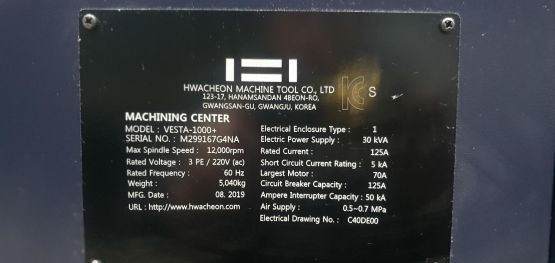 HWACHEON MACHINE TOOL CO., LTD
123-17, HANAMSANDAN 4BEON-RO,
GWANGSAN-GU, GWANGJU, KOREA
KC S
MACHINING CENTER
MODEL : VESTA-1000+
SERIAL NO. : M299167G4NA
Max Spindle Speed : 12,000rpm
Rated Voltage : 3 PE / 220V (ac)
Rated Frequency : 60 Hz
Weight : 5,040kg
MFG. Date : 08. 2019
URL : http://www.hwacheon.com
Electrical Enclosure Type : 1
Electric Power Supply : 30 kVA
Rated Current : 125A
Short Circuit Current Rating : 5 kA
Largest Motor : 70A
Circuit Breaker Capacity : 125A
Ampere Interrupter Capacity : 50 kA
Air Supply : 0.5~0.7 MPa
Electrical Drawing No. : C40DE00